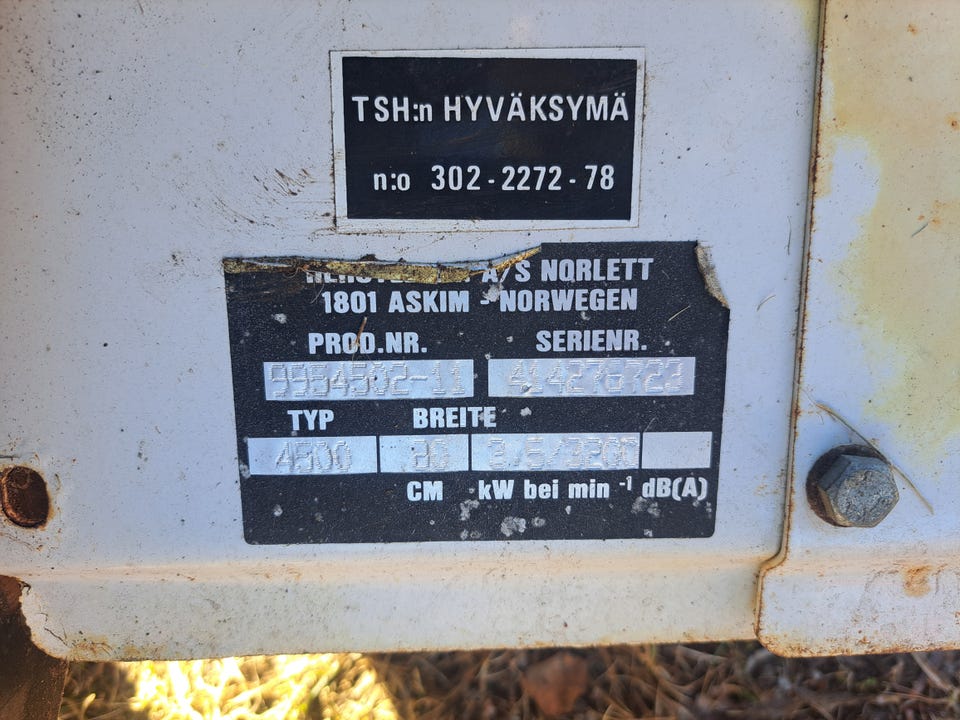 TSH:n HYVÄKSYMÄ
n:o 302-2272-78
A/S NORLETT
1801 ASKIM - NORWEGEN
PROD.NR. SERIENR.
9954502-11
TYP BREITE
4500 80
CM kW bei min -1 dB(A)